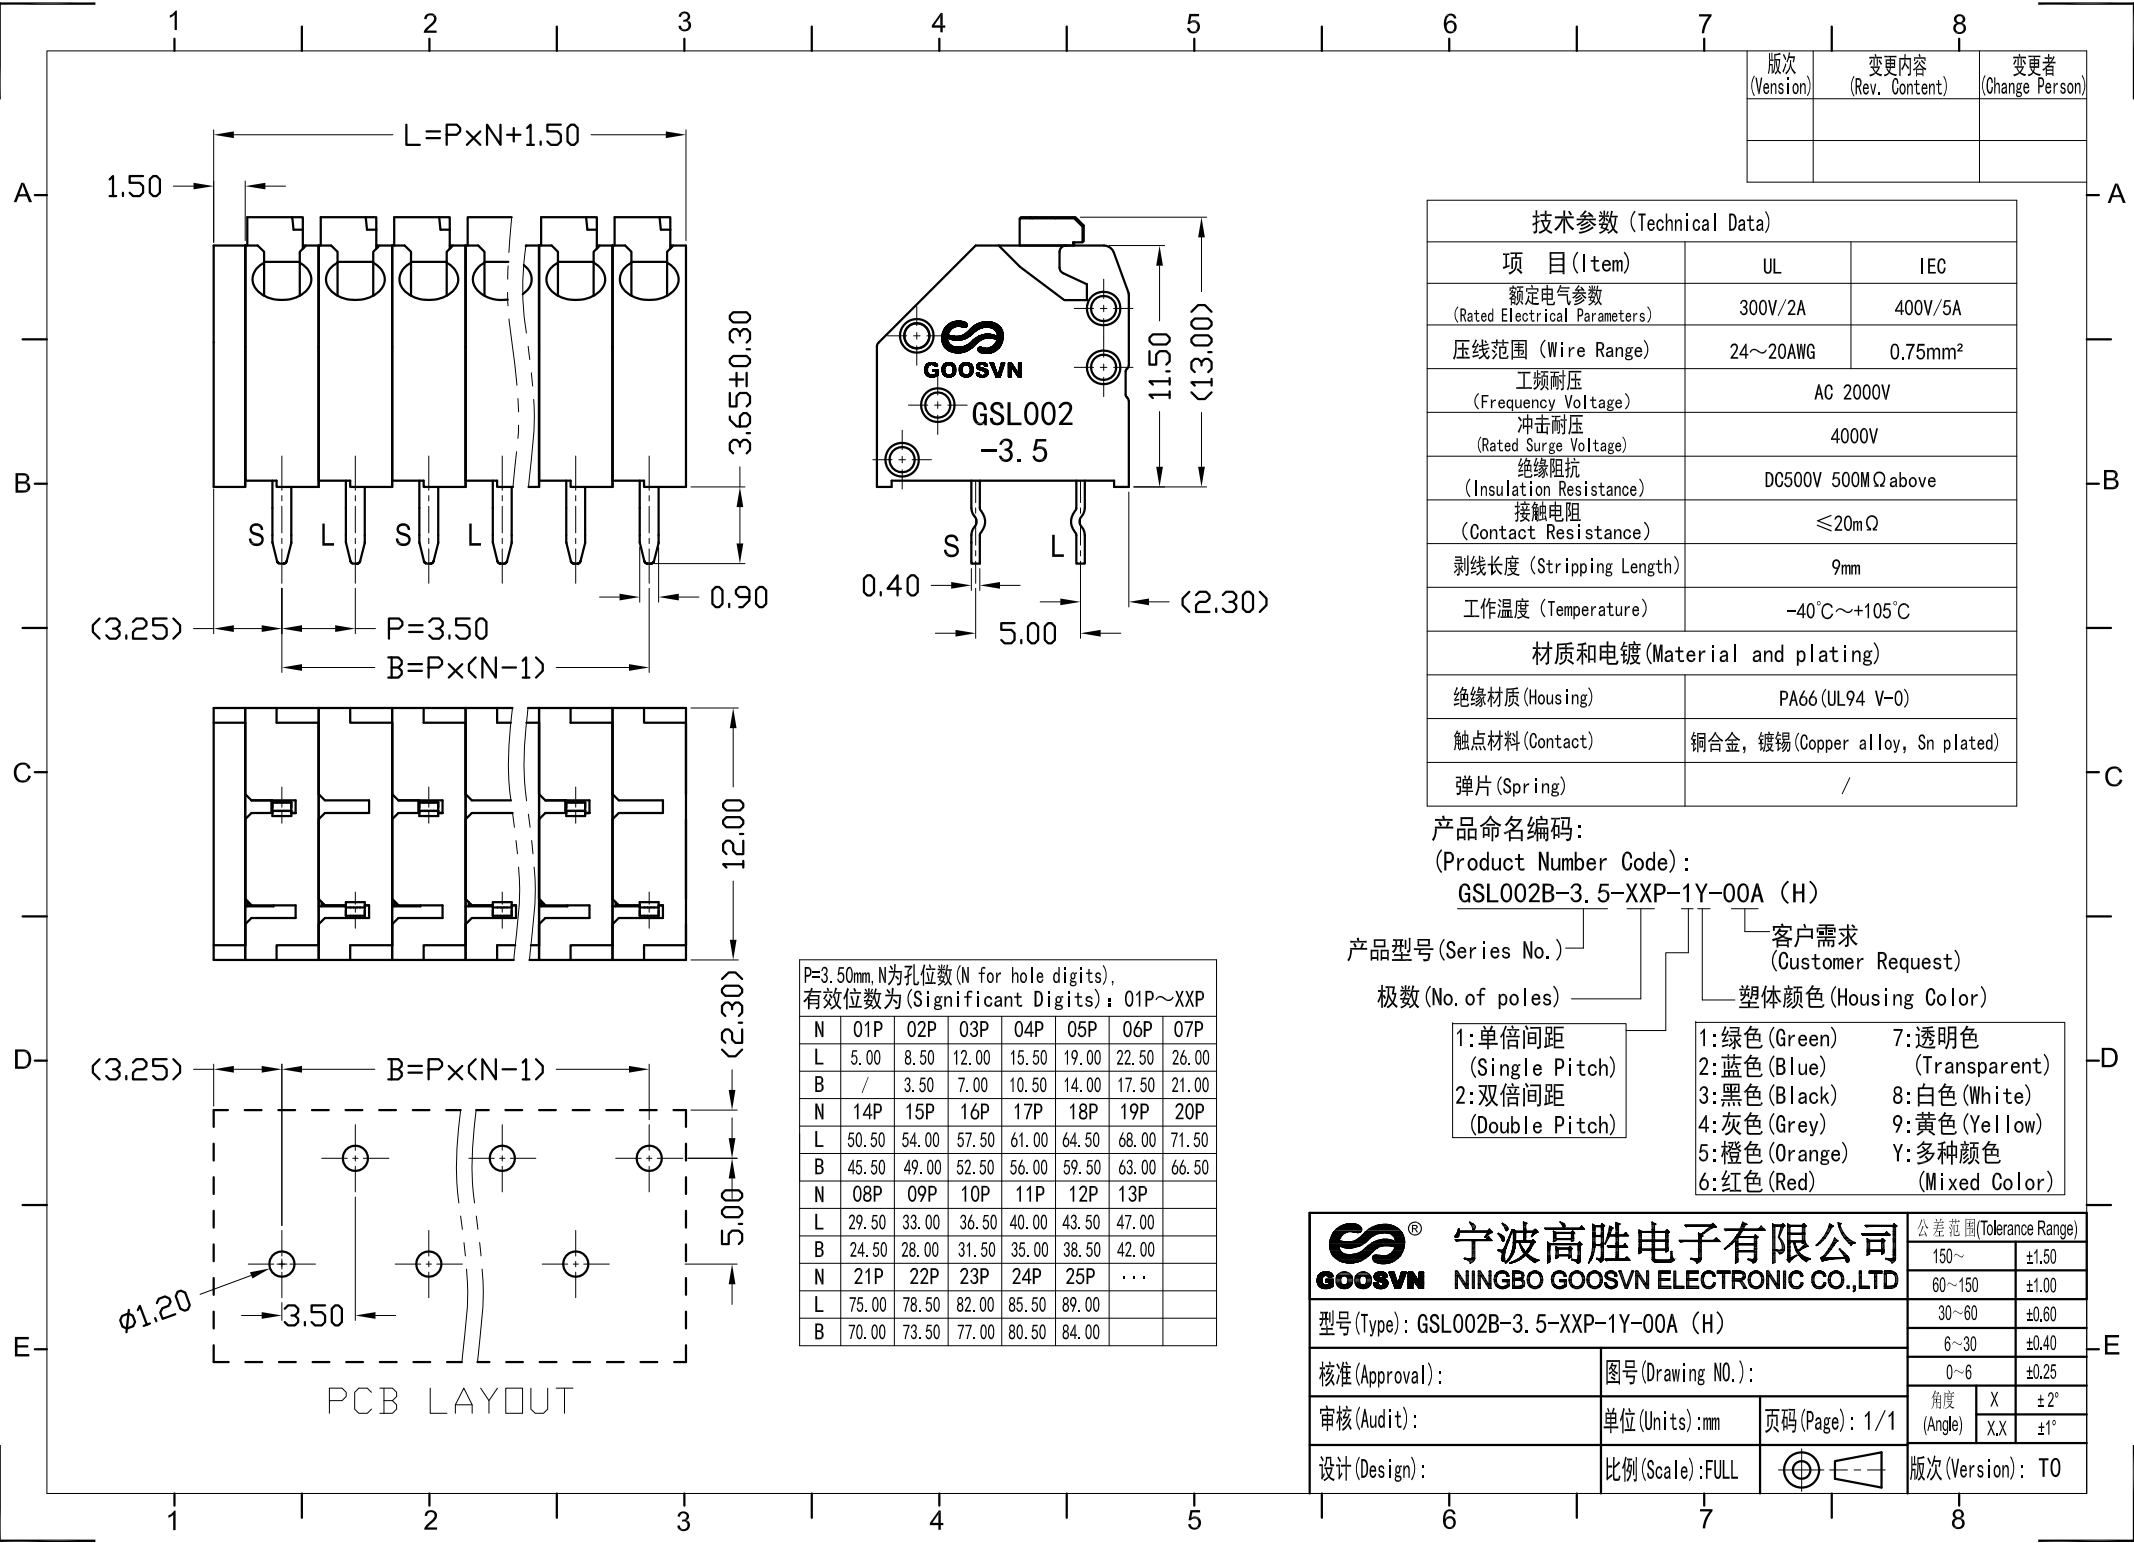 1 2 3 4 5 6 7 8
版次 变更内容 变更者
(Vension) (Rev. Content) (Change Person)
A
B
C
D
E
A
B
C
D
E
L=P×N+1.50
1.50
3.65±0.30
S L S L
0.90
(3.25) P=3.50
B=P×(N-1)
GOOSVN
GSL002
-3.5
11.50
(13.00)
S L
0.40
(2.30)
5.00
12.00
(2.30)
(3.25) B=P×(N-1)
5.00
ø1.20
3.50
PCB LAYOUT
技术参数 (Technical Data)
项 目(Item) UL IEC
额定电气参数
(Rated Electrical Parameters) 300V/2A 400V/5A
压线范围 (Wire Range) 24～20AWG 0.75mm²
工频耐压
(Frequency Voltage) AC 2000V
冲击耐压
(Rated Surge Voltage) 4000V
绝缘阻抗
(Insulation Resistance) DC500V 500MΩabove
接触电阻
(Contact Resistance) ≤20mΩ
剥线长度 (Stripping Length) 9mm
工作温度 (Temperature) -40℃～+105℃
材质和电镀(Material and plating)
绝缘材质(Housing) PA66(UL94 V-0)
触点材料(Contact) 铜合金，镀锡(Copper alloy, Sn plated)
弹片(Spring) /
产品命名编码:
(Product Number Code):
GSL002B-3.5-XXP-1Y-00A (H)
产品型号(Series No.)
客户需求
(Customer Request)
极数(No.of poles)
塑体颜色(Housing Color)
1:单倍间距
(Single Pitch)
2:双倍间距
(Double Pitch)
1:绿色(Green) 7:透明色
2:蓝色(Blue) (Transparent)
3:黑色(Black) 8:白色(White)
4:灰色(Grey) 9:黄色(Yellow)
5:橙色(Orange) Y:多种颜色
6:红色(Red) (Mixed Color)
P=3.50mm,N为孔位数(N for hole digits),
有效位数为(Significant Digits): 01P～XXP
N 01P 02P 03P 04P 05P 06P 07P
L 5.00 8.50 12.00 15.50 19.00 22.50 26.00
B / 3.50 7.00 10.50 14.00 17.50 21.00
N 14P 15P 16P 17P 18P 19P 20P
L 50.50 54.00 57.50 61.00 64.50 68.00 71.50
B 45.50 49.00 52.50 56.00 59.50 63.00 66.50
N 08P 09P 10P 11P 12P 13P
L 29.50 33.00 36.50 40.00 43.50 47.00
B 24.50 28.00 31.50 35.00 38.50 42.00
N 21P 22P 23P 24P 25P ···
L 75.00 78.50 82.00 85.50 89.00
B 70.00 73.50 77.00 80.50 84.00
® 宁波高胜电子有限公司
GOOSVN NINGBO GOOSVN ELECTRONIC CO.,LTD
公差范围(Tolerance Range)
150～ ±1.50
60～150 ±1.00
30～60 ±0.60
6～30 ±0.40
0～6 ±0.25
角度 X ±2°
(Angle) X.X ±1°
型号(Type): GSL002B-3.5-XXP-1Y-00A (H)
核准(Approval): 图号(Drawing NO.):
审核(Audit): 单位(Units):mm 页码(Page): 1/1
设计(Design): 比例(Scale):FULL 版次(Version): T0
1 2 3 4 5 6 7 8